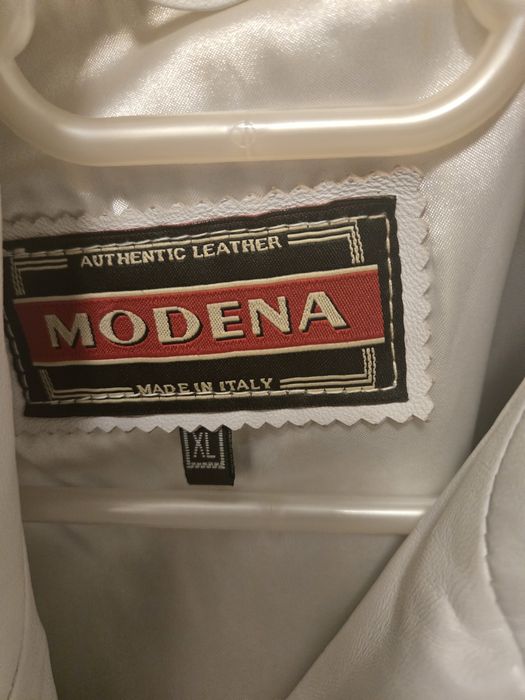 AUTHENTIC LEATHER
MODENA
MADE IN ITALY
XL